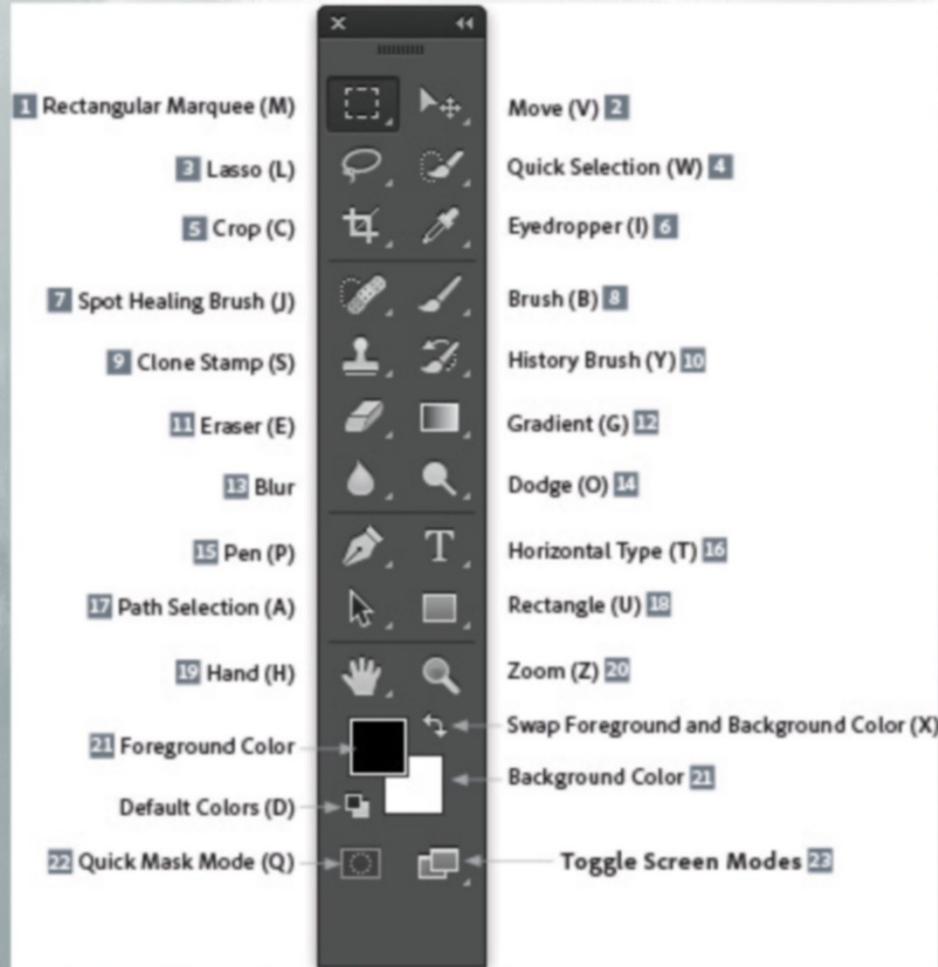 1 Rectangular Marquee (M)
Move (V) 2
3 Lasso (L)
Quick Selection (W) 4
5 Crop (C)
Eyedropper (I) 6
7 Spot Healing Brush (J)
Brush (B) 8
9 Clone Stamp (S)
History Brush (Y) 10
11 Eraser (E)
Gradient (G) 12
13 Blur
Dodge (O) 14
15 Pen (P)
Horizontal Type (T) 16
17 Path Selection (A)
Rectangle (U) 18
19 Hand (H)
Zoom (Z) 20
Swap Foreground and Background Color (X)
21 Foreground Color
Background Color 21
Default Colors (D)
22 Quick Mask Mode (Q)
Toggle Screen Modes 23